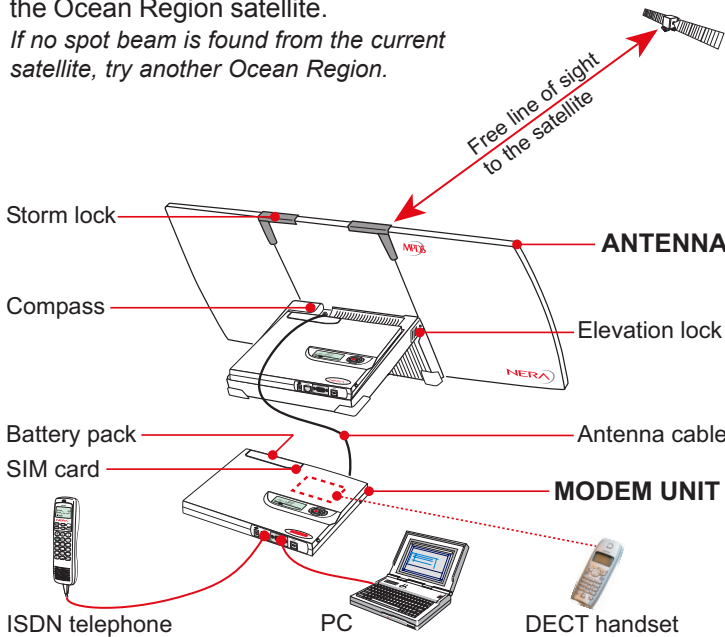 the Ocean Region satellite.
If no spot beam is found from the current
satellite, try another Ocean Region.
Free line of sight
to the satellite
Storm lock
ANTENNA
MPDS
Compass
Elevation lock
NERA
Battery pack
Antenna cable
SIM card
MODEM UNIT
ISDN telephone
PC
DECT handset